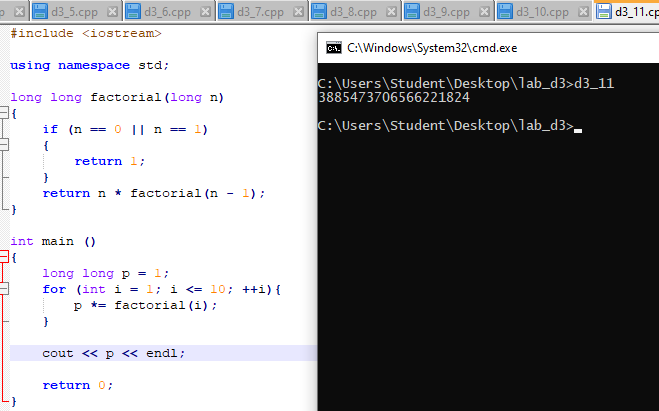 cpp d3_5.cpp d3_6.cpp d3_7.cpp d3_8.cpp d3_9.cpp d3_10.cpp d3_11.cp
#include <iostream>
using namespace std;
long long factorial(long n)
{
if (n == 0 || n == 1)
{
return 1;
}
return n * factorial(n - 1);
}
int main ()
{
long long p = 1;
for (int i = 1; i <= 10; ++i){
p *= factorial(i);
}
cout << p << endl;
return 0;
}
C:\Windows\System32\cmd.exe
C:\Users\Student\Desktop\lab_d3>d3_11
3885473706566221824
C:\Users\Student\Desktop\lab_d3>